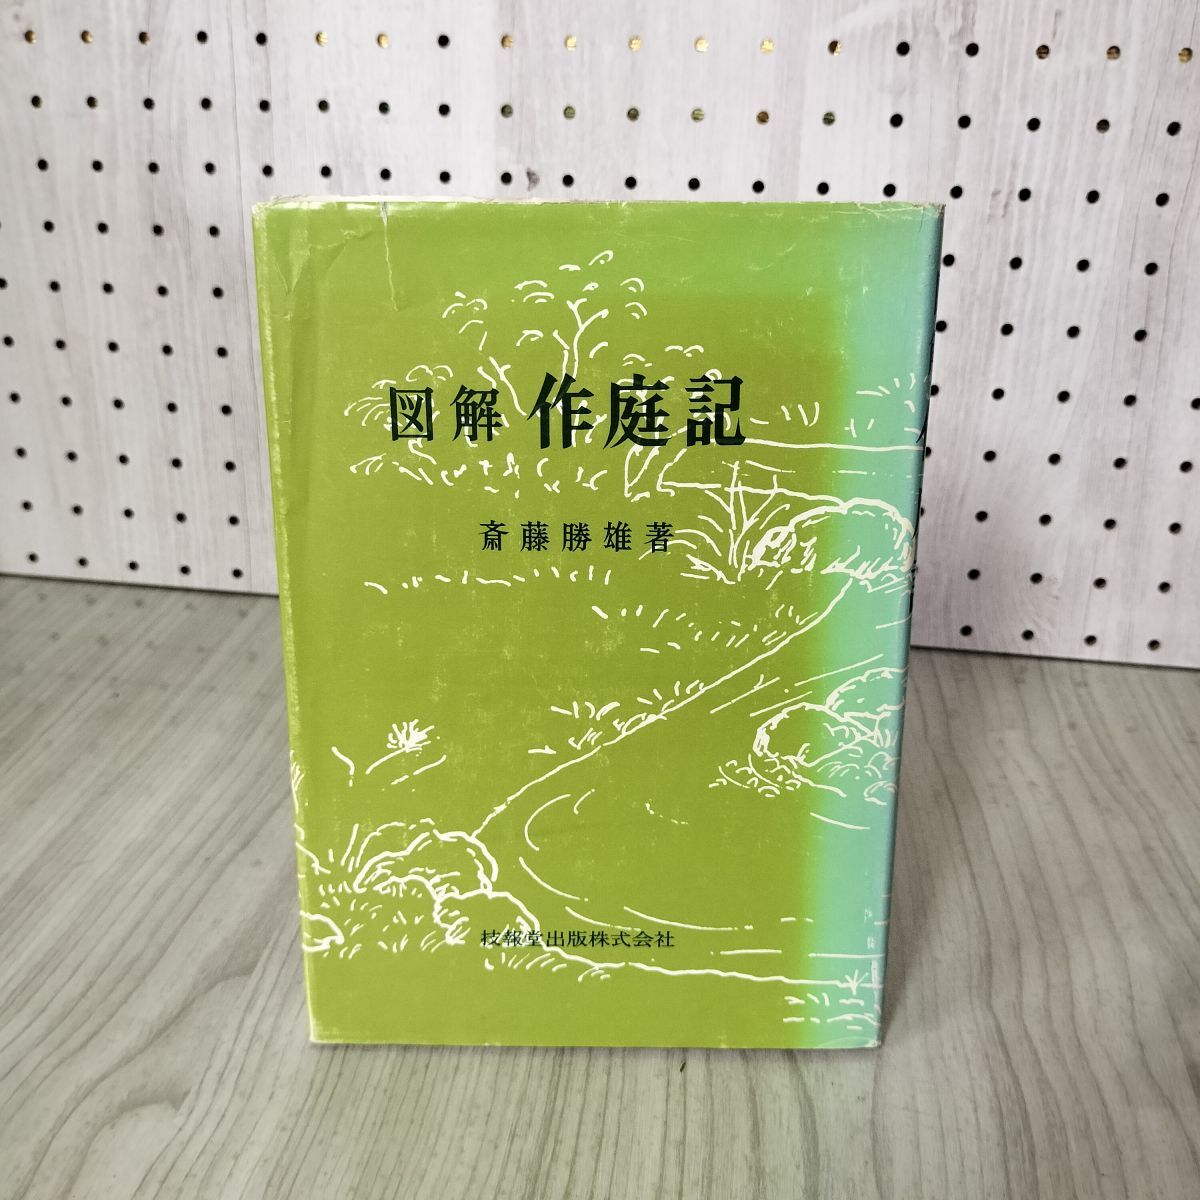 図解 作庭記
斎藤勝雄著
技報堂出版株式会社